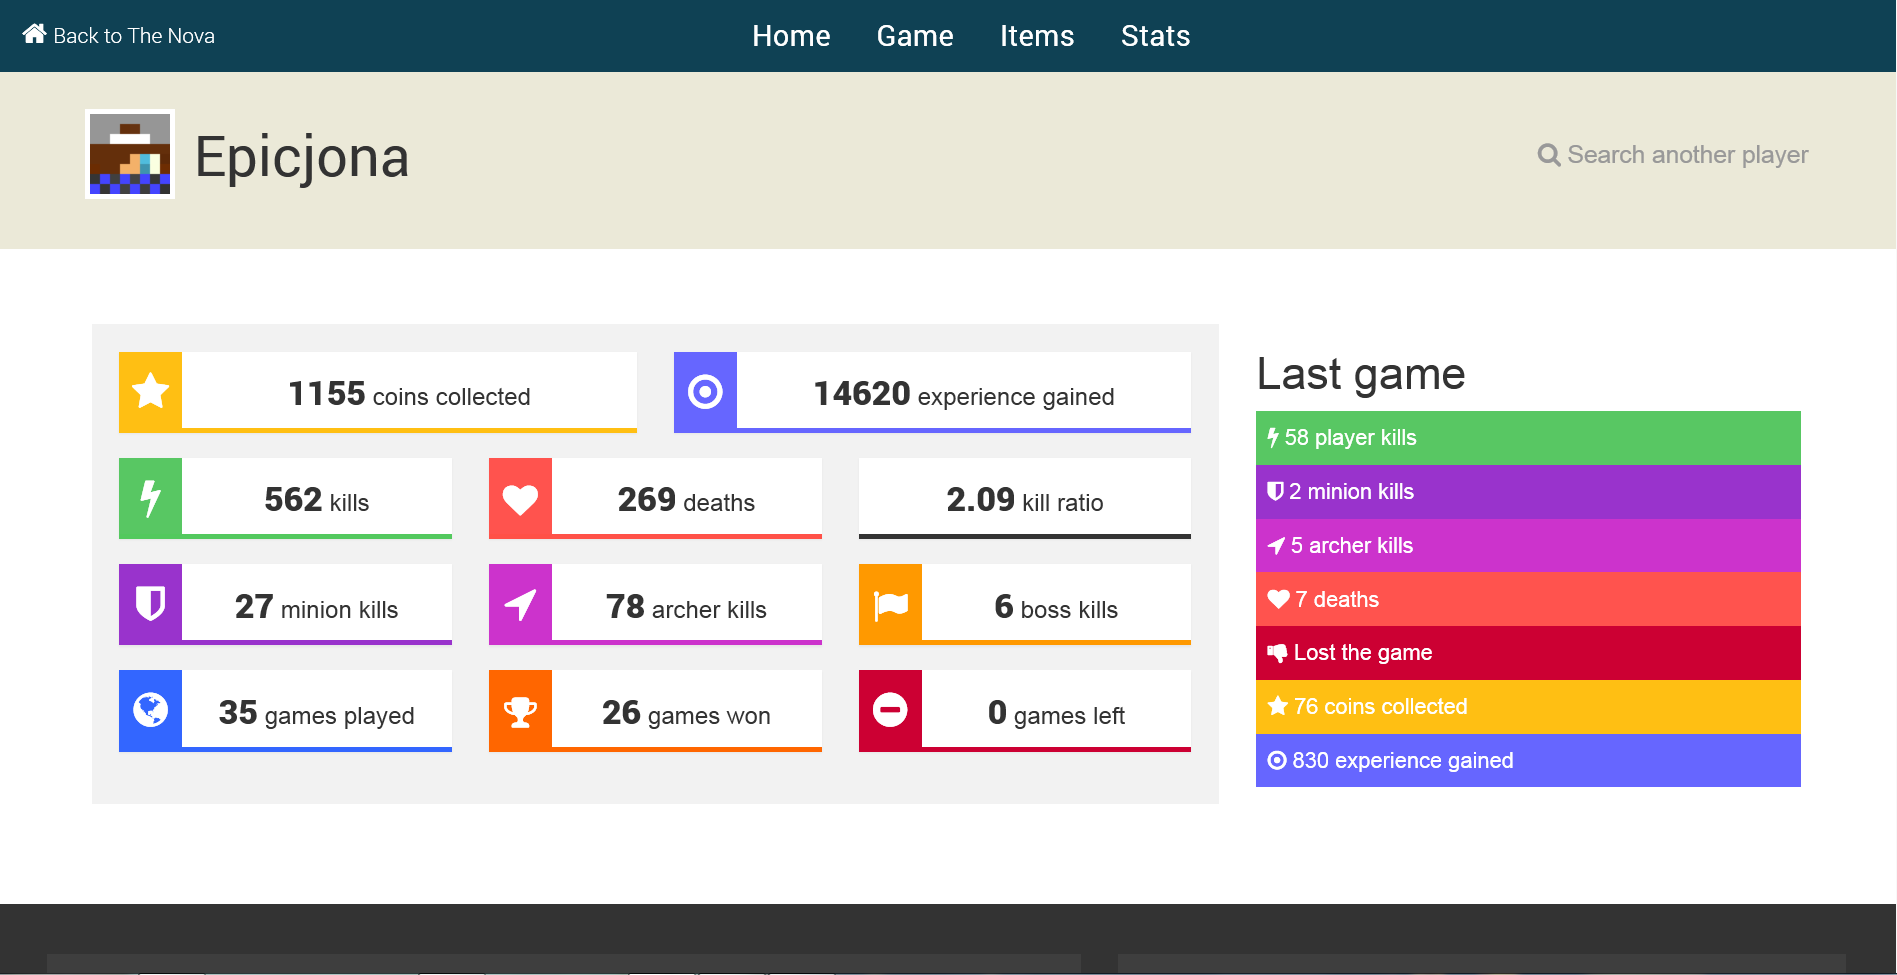 Back to The Nova
Home Game Items Stats
Epicjona
Search another player
1155 coins collected
14620 experience gained
562 kills
269 deaths
2.09 kill ratio
27 minion kills
78 archer kills
6 boss kills
35 games played
26 games won
0 games left
Last game
58 player kills
2 minion kills
5 archer kills
7 deaths
Lost the game
76 coins collected
830 experience gained